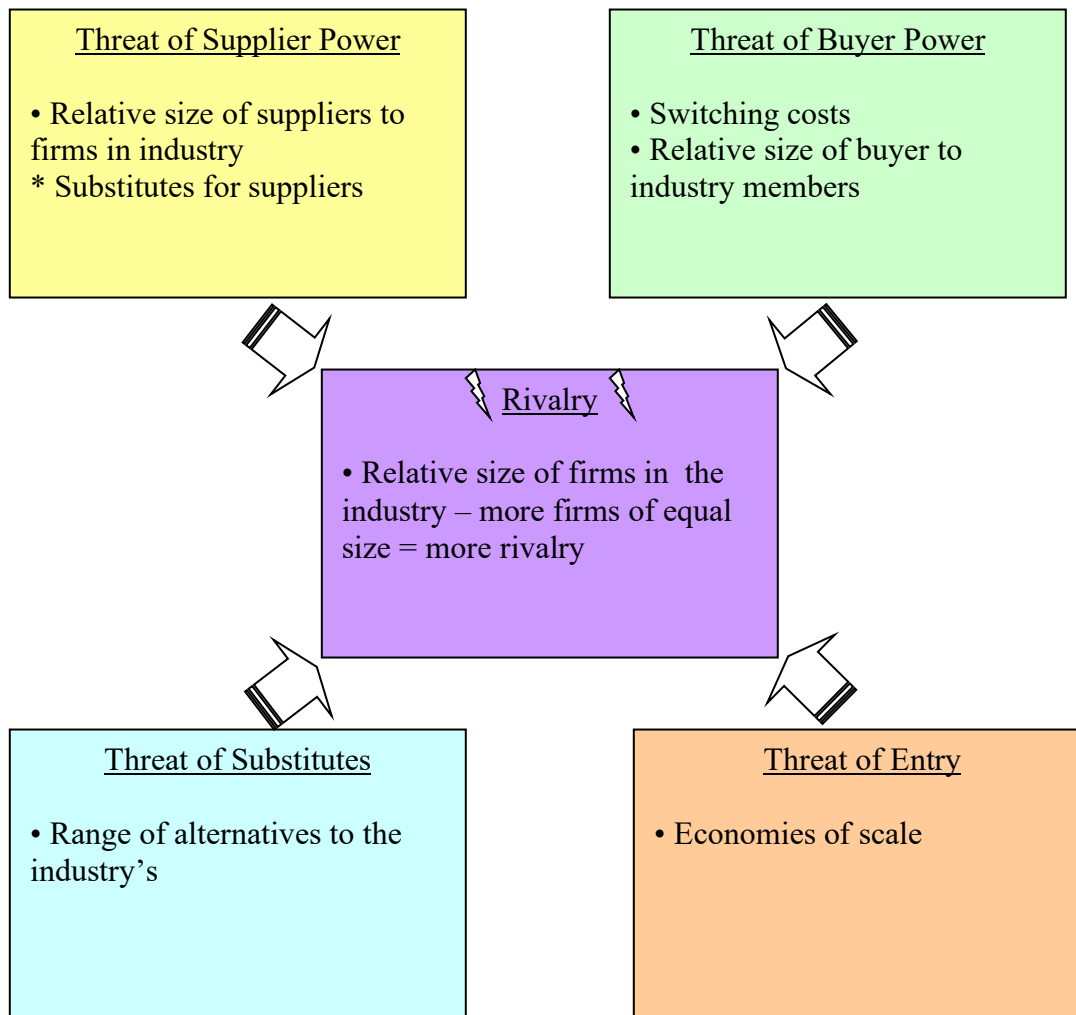 Threat of Supplier Power
• Relative size of suppliers to
firms in industry
* Substitutes for suppliers
Threat of Buyer Power
• Switching costs
• Relative size of buyer to
industry members
Rivalry
• Relative size of firms in  the
industry – more firms of equal
size = more rivalry
Threat of Substitutes
• Range of alternatives to the
industry’s
Threat of Entry
• Economies of scale